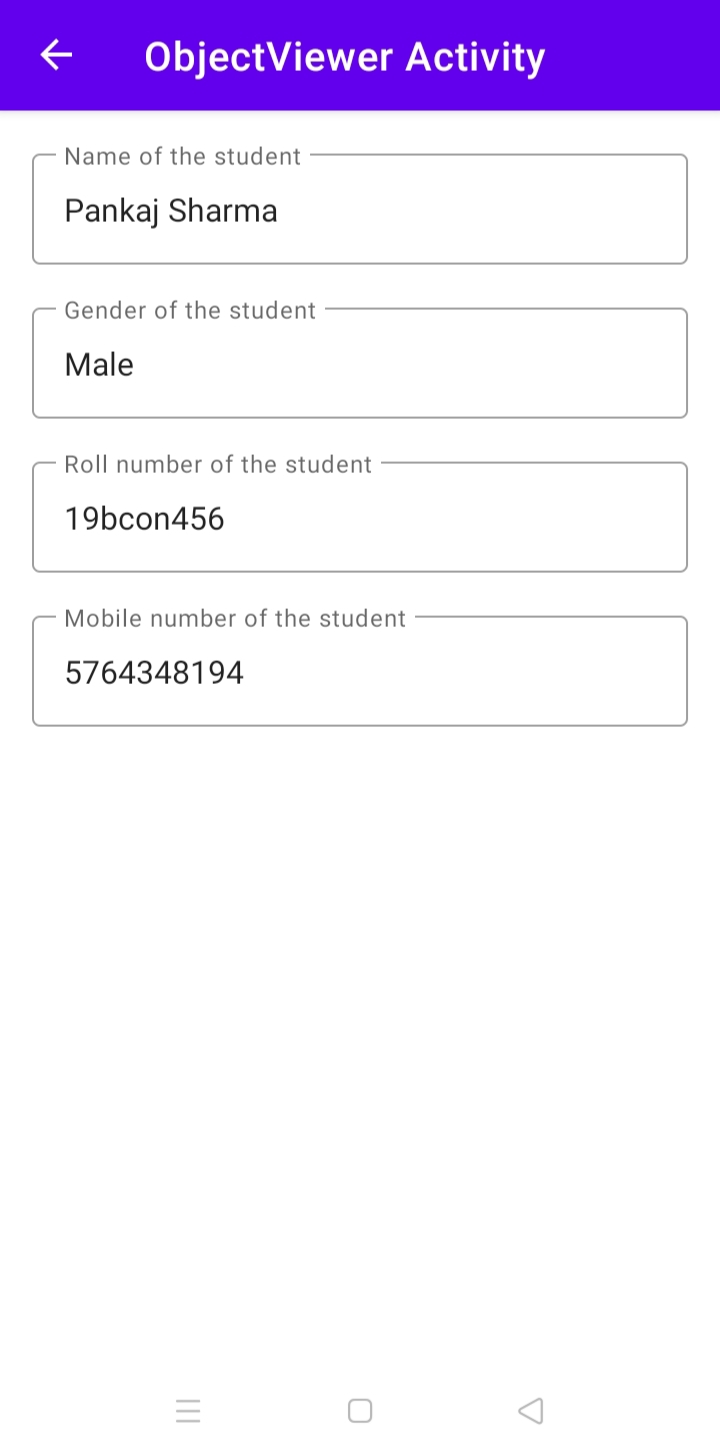 ObjectViewer Activity
Name of the student
Pankaj Sharma
Gender of the student
Male
Roll number of the student
19bcon456
Mobile number of the student
5764348194